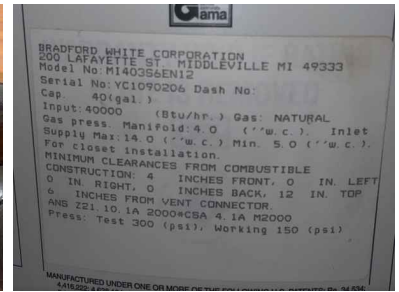 Gama
BRADFORD WHITE CORPORATION
200 LAFAYETTE ST. MIDDLEVILLE MI 49333
Model No:MI403S6EN12
Serial No:YC1090206 Dash No:
Cap. 40(gal.)
Input:40000 (Btu/hr.) Gas: NATURAL
Gas press. Manifold:4.0 (''w.c.). Inlet
Supply Max:14.0 (''w.c.) Min. 5.0 (''w.c.).
For closet installation.
MINIMUM CLEARANCES FROM COMBUSTIBLE
CONSTRUCTION: 4 INCHES FRONT, 0 IN. LEFT
0 IN. RIGHT, 0 INCHES BACK, 12 IN. TOP
6 INCHES FROM VENT CONNECTOR.
ANS Z21.10.1A 2000*CSA 4.1A M2000
Press: Test 300 (psi), Working 150 (psi)
MANUFACTURED UNDER ONE OR MORE OF THE FOLLOWING U.S. PATENTS: Re. 34,534;